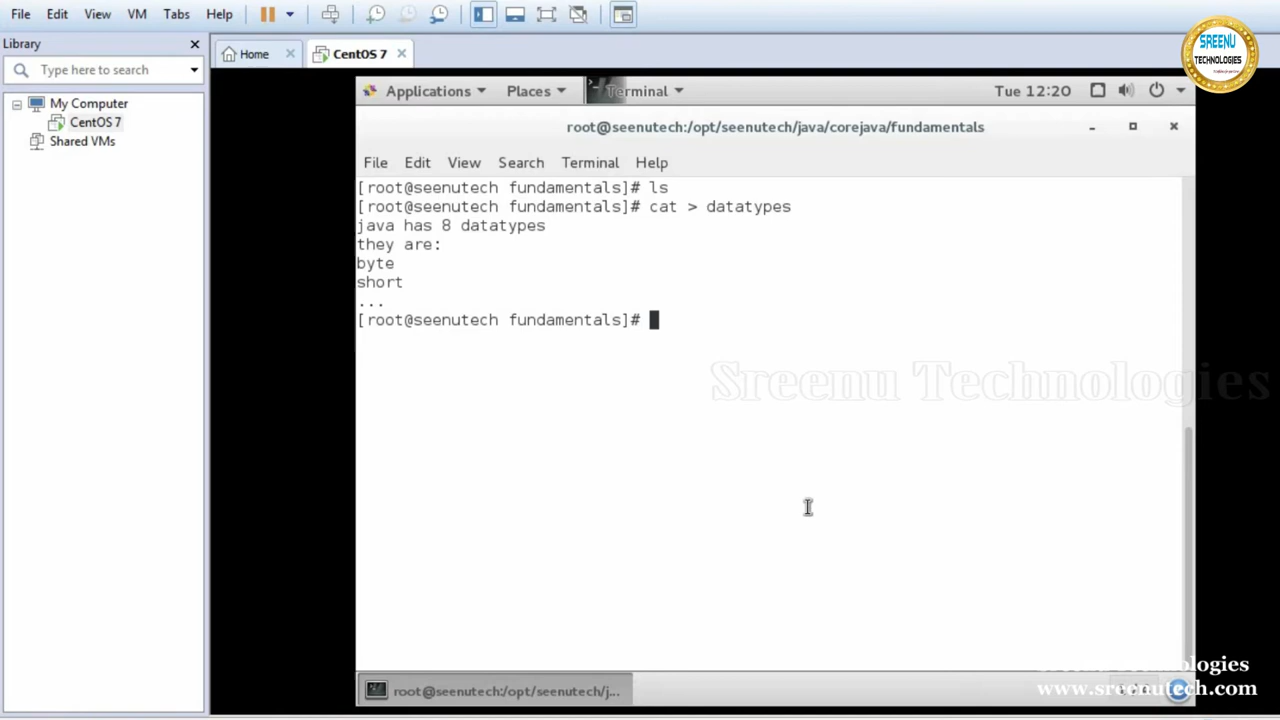 File Edit View VM Tabs Help
Library
Type here to search
My Computer
CentOS 7
Shared VMs
Home
CentOS 7
SREENU
TECHNOLOGIES
Applications Places Terminal Tue 12:20
root@seenutech:/opt/seenutech/java/corejava/fundamentals
File Edit View Search Terminal Help
[root@seenutech fundamentals]# ls
[root@seenutech fundamentals]# cat > datatypes
java has 8 datatypes
they are:
byte
short
...
[root@seenutech fundamentals]#
Sreenu Technologies
root@seenutech:/opt/seenutech/j...
www.sreenutech.com